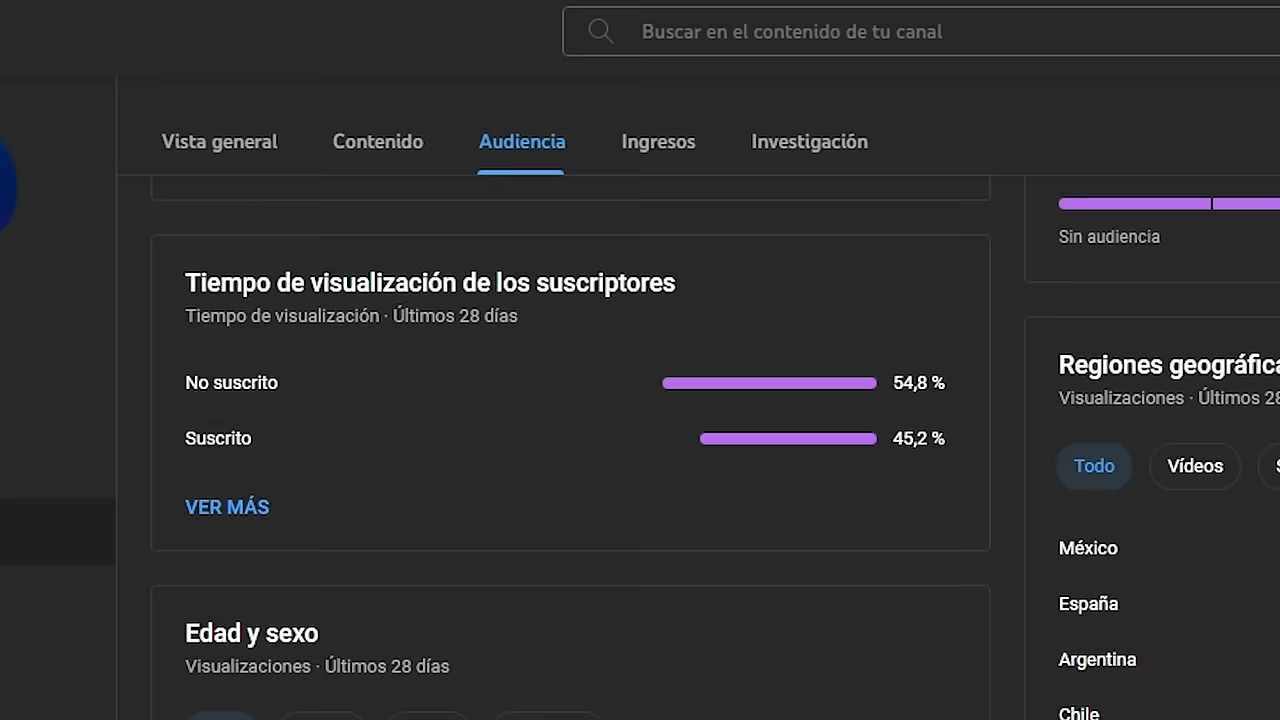 Buscar en el contenido de tu canal
Vista general
Contenido
Audiencia
Ingresos
Investigación
Tiempo de visualización de los suscriptores
Tiempo de visualización · Últimos 28 días
No suscrito
54,8 %
Suscrito
45,2 %
VER MÁS
Edad y sexo
Visualizaciones · Últimos 28 días
Sin audiencia
Regiones geográfica
Visualizaciones · Últimos 28
Todo
Vídeos
México
España
Argentina
Chile